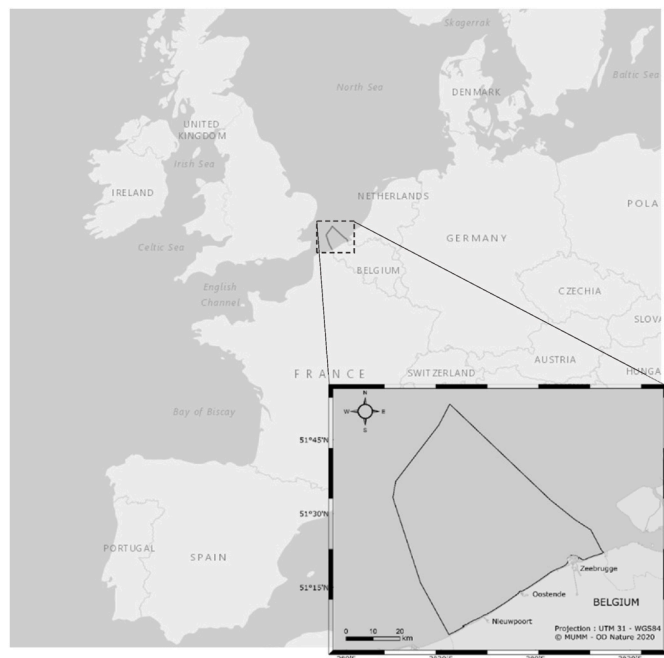 Skagerrak
North Sea
Baltic Sea
DENMARK
UNITED
KINGDOM
Irish Sea
IRELAND
NETHERLANDS
POLA
GERMANY
Celtic Sea
BELGIUM
English
Channel
CZECHIA
SLOVA
AUSTRIA
FRANCE
SWITZERLAND
HUNGA
Bay of Biscay
PORTUGAL
SPAIN
N
W
E
S
51°45'N
51°30'N
51°15'N
Zeebrugge
Oostende
BELGIUM
Nieuwpoort
0 10 20
km
Projection : UTM 31 - WGS84
© MUMM - OD Nature 2020